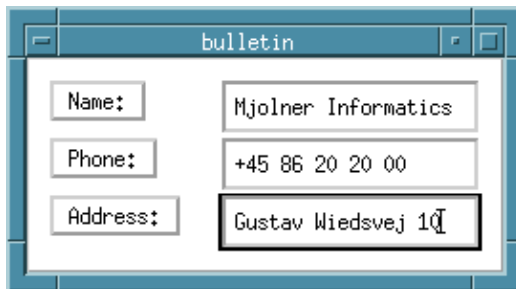 bulletin
Name: Mjolner Informatics
Phone: +45 86 20 20 00
Address: Gustav Wiedsvej 10